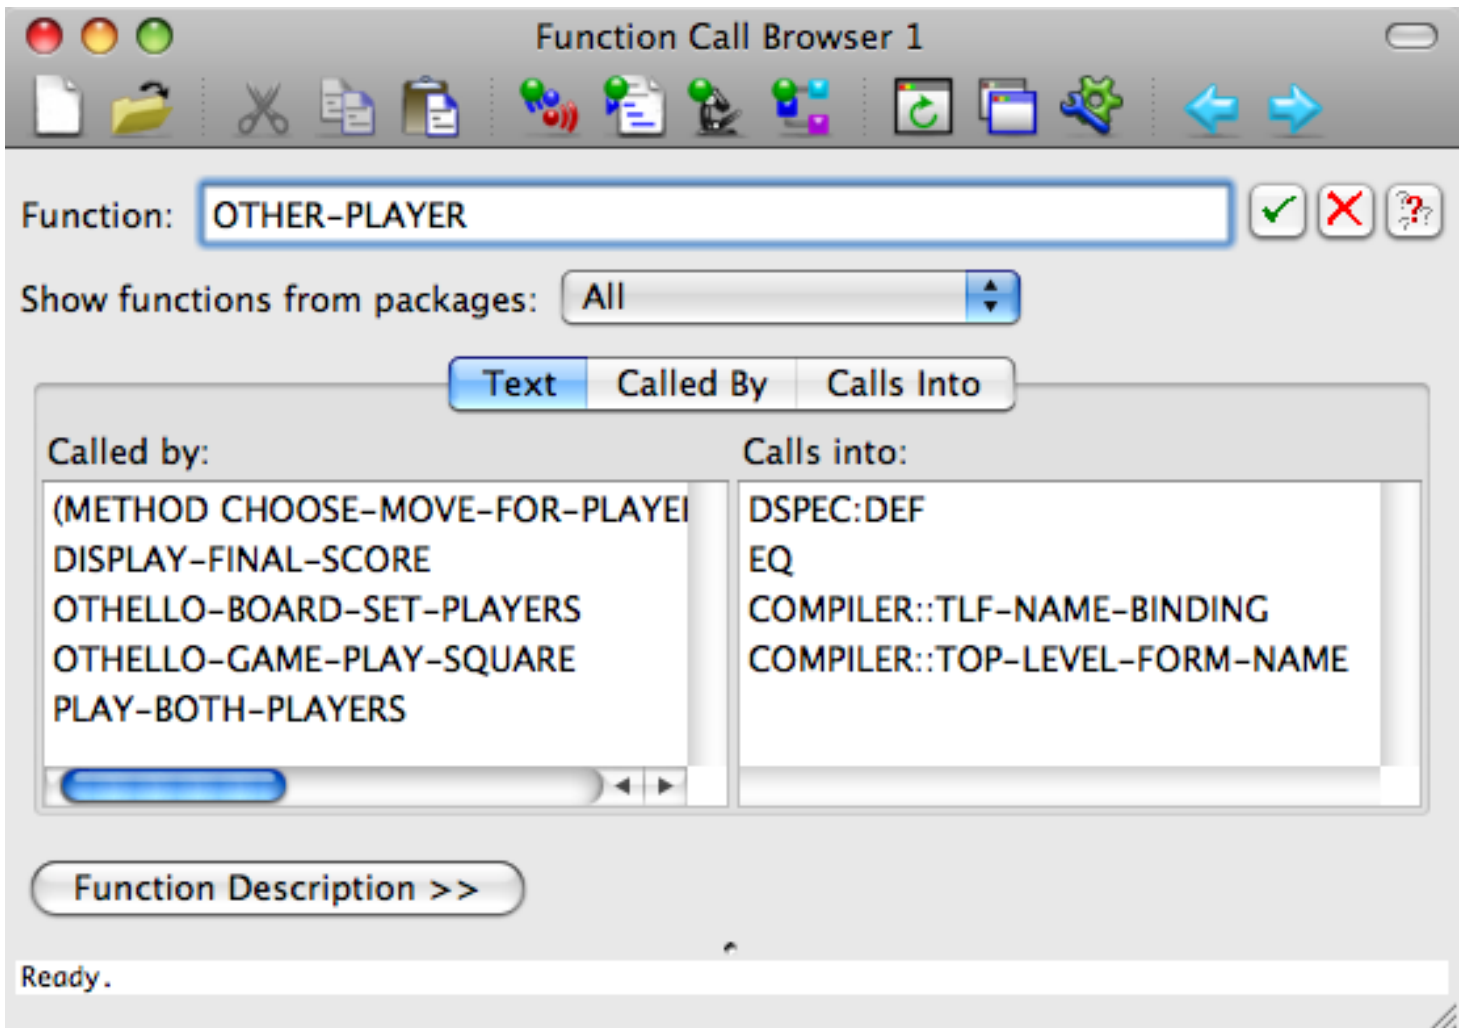 Function Call Browser 1
Function: OTHER-PLAYER
Show functions from packages: All
Text Called By Calls Into
Called by:
(METHOD CHOOSE-MOVE-FOR-PLAYE
DISPLAY-FINAL-SCORE
OTHELLO-BOARD-SET-PLAYERS
OTHELLO-GAME-PLAY-SQUARE
PLAY-BOTH-PLAYERS
Calls into:
DSPEC:DEF
EQ
COMPILER::TLF-NAME-BINDING
COMPILER::TOP-LEVEL-FORM-NAME
Function Description >>
Ready.